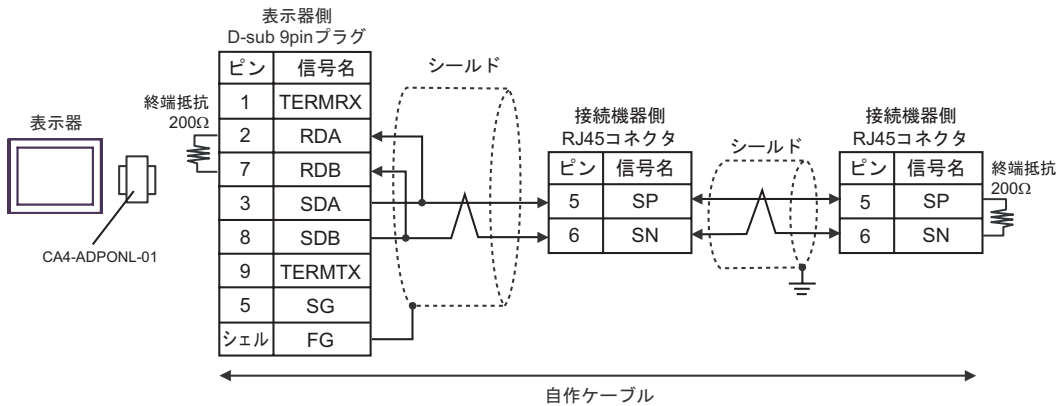 表示器側
D-sub 9pinプラグ
ピン 信号名
1 TERMRX
2 RDA
7 RDB
3 SDA
8 SDB
9 TERMTX
5 SG
シェル FG
終端抵抗
200Ω
表示器
CA4-ADPONL-01
シールド
接続機器側
RJ45コネクタ
ピン 信号名
5 SP
6 SN
シールド
接続機器側
RJ45コネクタ
ピン 信号名
5 SP
6 SN
終端抵抗
200Ω
自作ケーブル